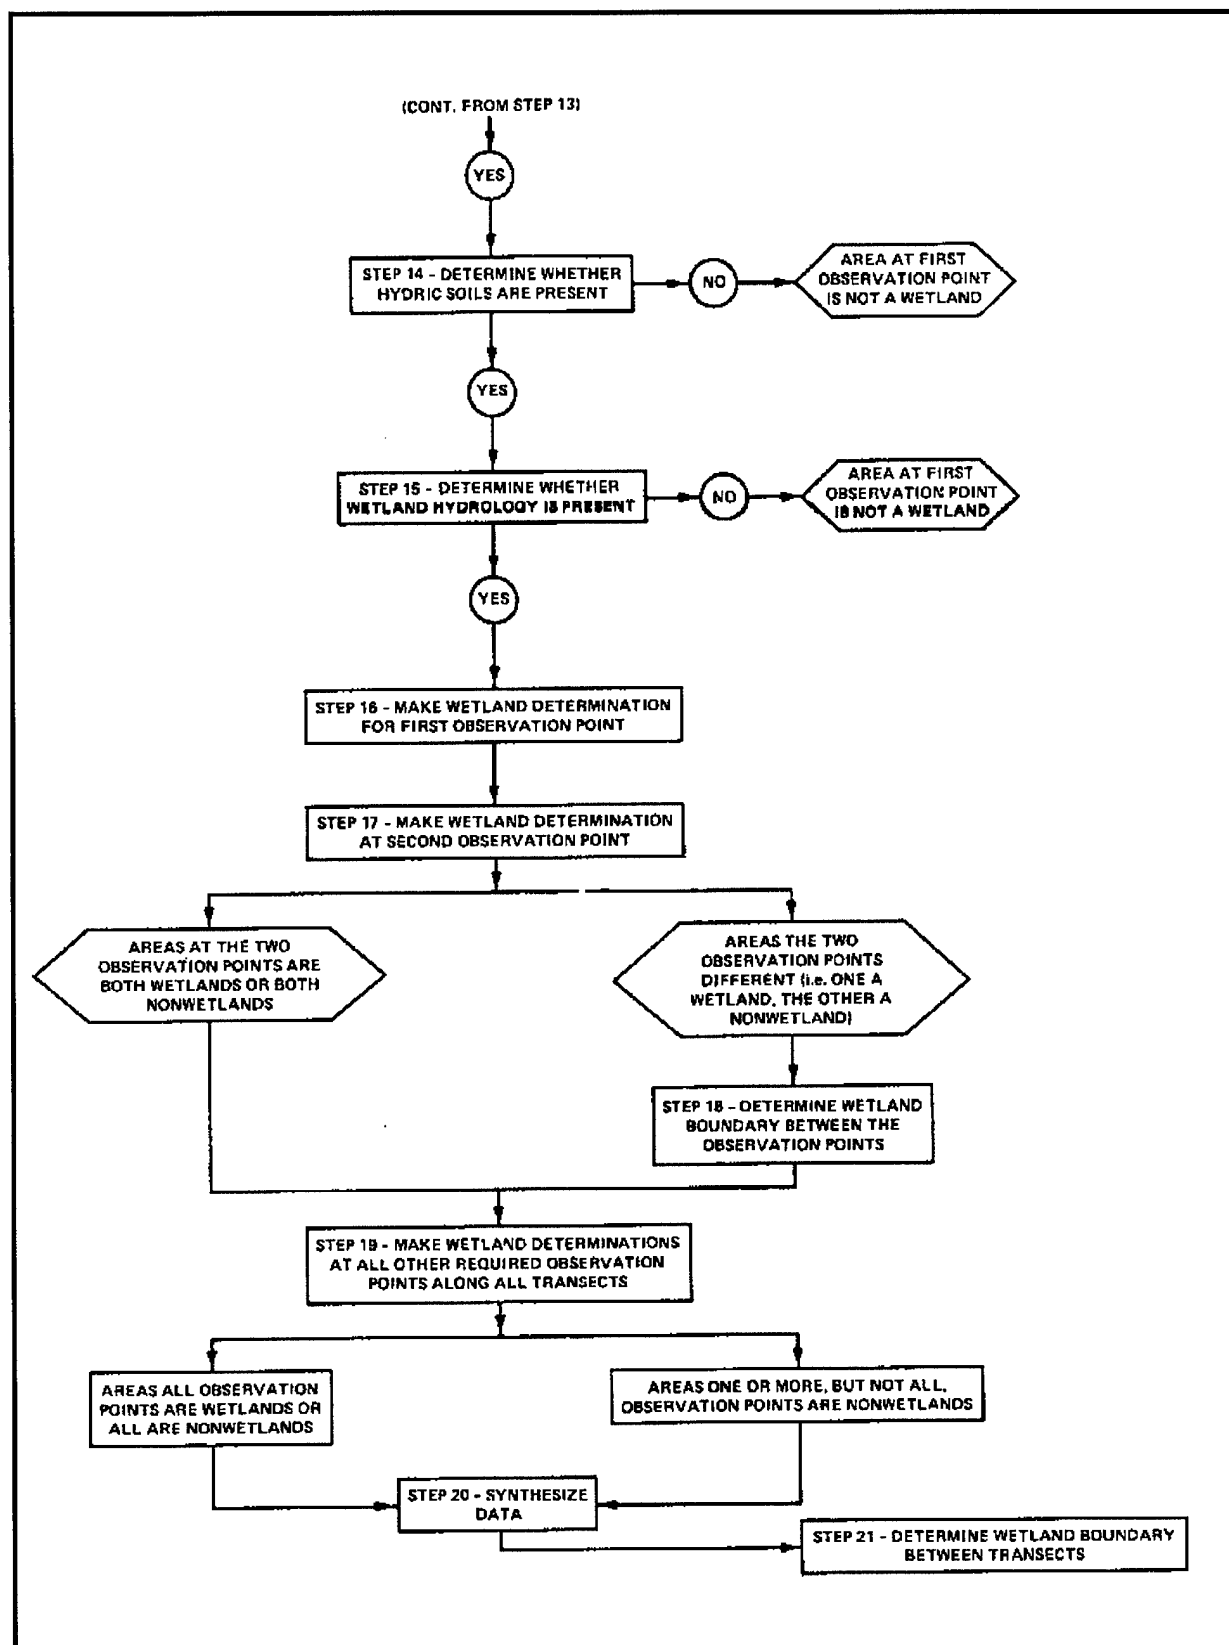 (CONT. FROM STEP 13)
YES
STEP 14 - DETERMINE WHETHER
HYDRIC SOILS ARE PRESENT
NO
AREA AT FIRST
OBSERVATION POINT
IS NOT A WETLAND
YES
STEP 15 - DETERMINE WHETHER
WETLAND HYDROLOGY IS PRESENT
NO
AREA AT FIRST
OBSERVATION POINT
IS NOT A WETLAND
YES
STEP 16 - MAKE WETLAND DETERMINATION
FOR FIRST OBSERVATION POINT
STEP 17 - MAKE WETLAND DETERMINATION
AT SECOND OBSERVATION POINT
AREAS AT THE TWO
OBSERVATION POINTS ARE
BOTH WETLANDS OR BOTH
NONWETLANDS
AREAS THE TWO
OBSERVATION POINTS
DIFFERENT (i.e. ONE A
WETLAND, THE OTHER A
NONWETLAND)
STEP 18 - DETERMINE WETLAND
BOUNDARY BETWEEN THE
OBSERVATION POINTS
STEP 19 - MAKE WETLAND DETERMINATIONS
AT ALL OTHER REQUIRED OBSERVATION
POINTS ALONG ALL TRANSECTS
AREAS ALL OBSERVATION
POINTS ARE WETLANDS OR
ALL ARE NONWETLANDS
AREAS ONE OR MORE, BUT NOT ALL,
OBSERVATION POINTS ARE NONWETLANDS
STEP 20 - SYNTHESIZE
DATA
STEP 21 - DETERMINE WETLAND BOUNDARY
BETWEEN TRANSECTS